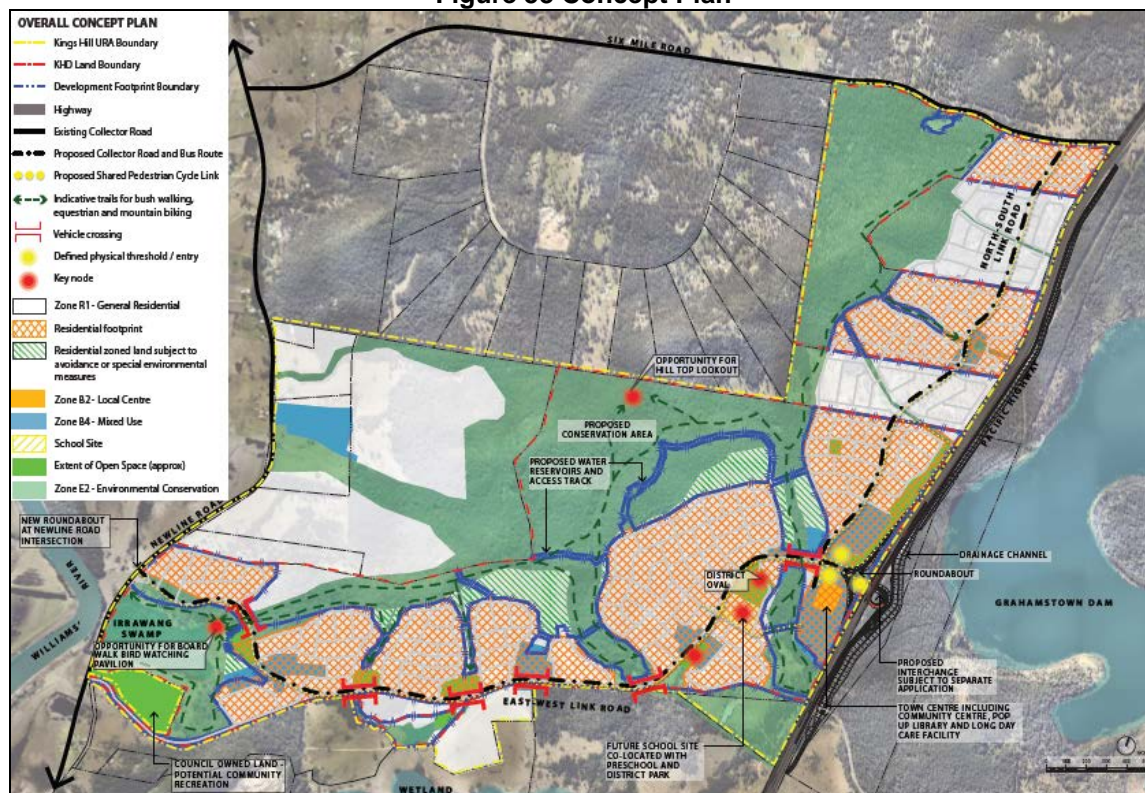 Figure 38 Concept Plan
OVERALL CONCEPT PLAN
Kings Hill URA Boundary
KHD Land Boundary
Development Footprint Boundary
Highway
Existing Collector Road
Proposed Collector Road and Bus Route
Proposed Shared Pedestrian Cycle Link
Indicative trails for bush walking,
equestrian and mountain biking
Vehicle crossing
Defined physical threshold / entry
Key node
Zone R1 - General Residential
Residential footprint
Residential zoned land subject to
avoidance or special environmental
measures
Zone B2 - Local Centre
Zone B4 - Mixed Use
School Site
Extent of Open Space (approx)
Zone E2 - Environmental Conservation
SIX MILE ROAD
NORTH-SOUTH
LINK ROAD
PACIFIC HIGHWAY
OPPORTUNITY FOR
HILL TOP LOOKOUT
PROPOSED
CONSERVATION AREA
PROPOSED WATER
RESERVOIRS AND
ACCESS TRACK
NEWLINE ROAD
NEW ROUNDABOUT
AT NEWLINE ROAD
INTERSECTION
WILLIAMS'
RIVER
IRRAWANG
SWAMP
OPPORTUNITY FOR BOARD
WALK BIRD WATCHING
PAVILION
DISTRICT
OVAL
DRAINAGE CHANNEL
ROUNDABOUT
GRAHAMSTOWN DAM
PROPOSED
INTERCHANGE
SUBJECT TO SEPARATE
APPLICATION
TOWN CENTRE INCLUDING
COMMUNITY CENTRE, POP
UP LIBRARY AND LONG DAY
CARE FACILITY
EAST-WEST LINK ROAD
FUTURE SCHOOL SITE
CO-LOCATED WITH
PRESCHOOL AND
DISTRICT PARK
COUNCIL OWNED LAND -
POTENTIAL COMMUNITY
RECREATION
WETLAND